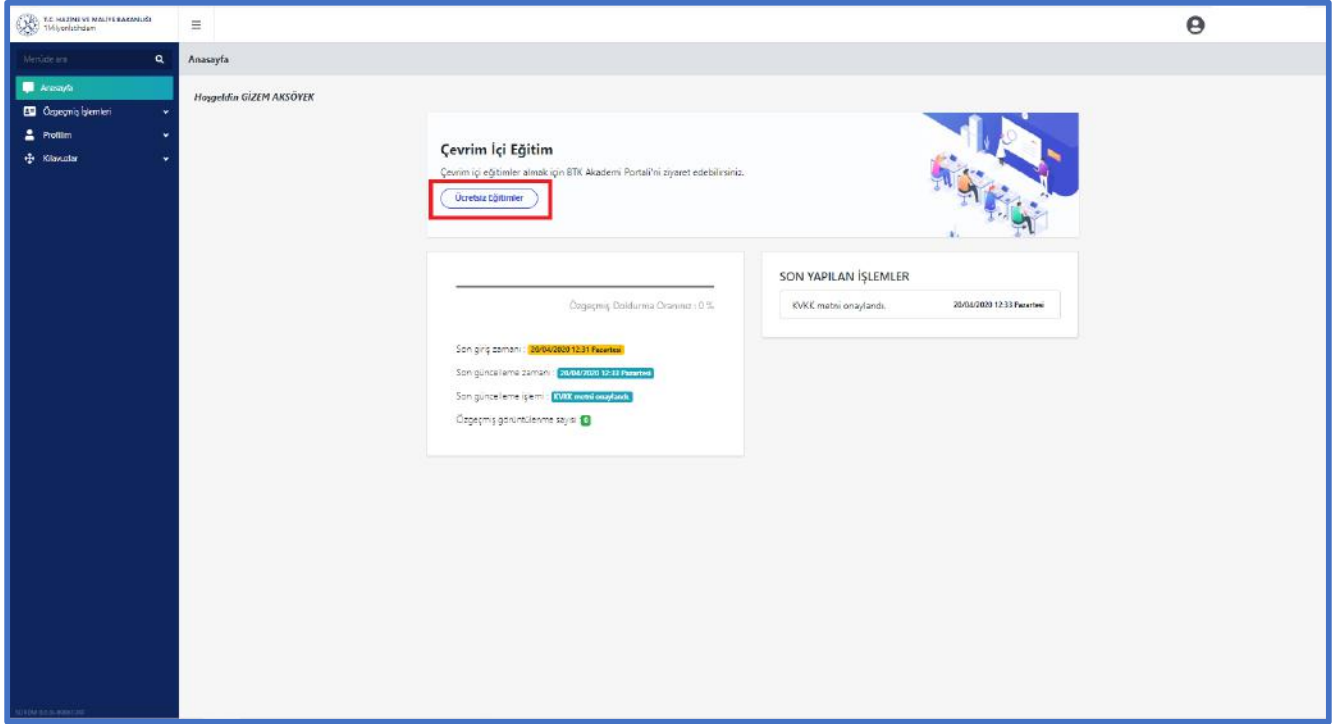 T.C. HAZİNE VE MALİYE BAKANLIĞI
1Milyonİstihdam
Menüde ara
Anasayfa
Anasayfa
Özgeçmiş İşlemleri
Profilim
Kılavuzlar
Hoşgeldin GİZEM AKSÖYEK
Çevrim İçi Eğitim
Çevrim içi eğitimler almak için BTK Akademi Portali'ni ziyaret edebilirsiniz.
Ücretsiz Eğitimler
Özgeçmiş Doldurma Oranınız : 0 %
Son giriş zamanı : 20/04/2020 12:31 Pazartesi
Son güncelleme zamanı : 20/04/2020 12:33 Pazartesi
Son güncelleme işlemi : KVKK metni onaylandı.
Özgeçmiş görüntülenme sayısı 0
SON YAPILAN İŞLEMLER
KVKK metni onaylandı. 20/04/2020 12:33 Pazartesi